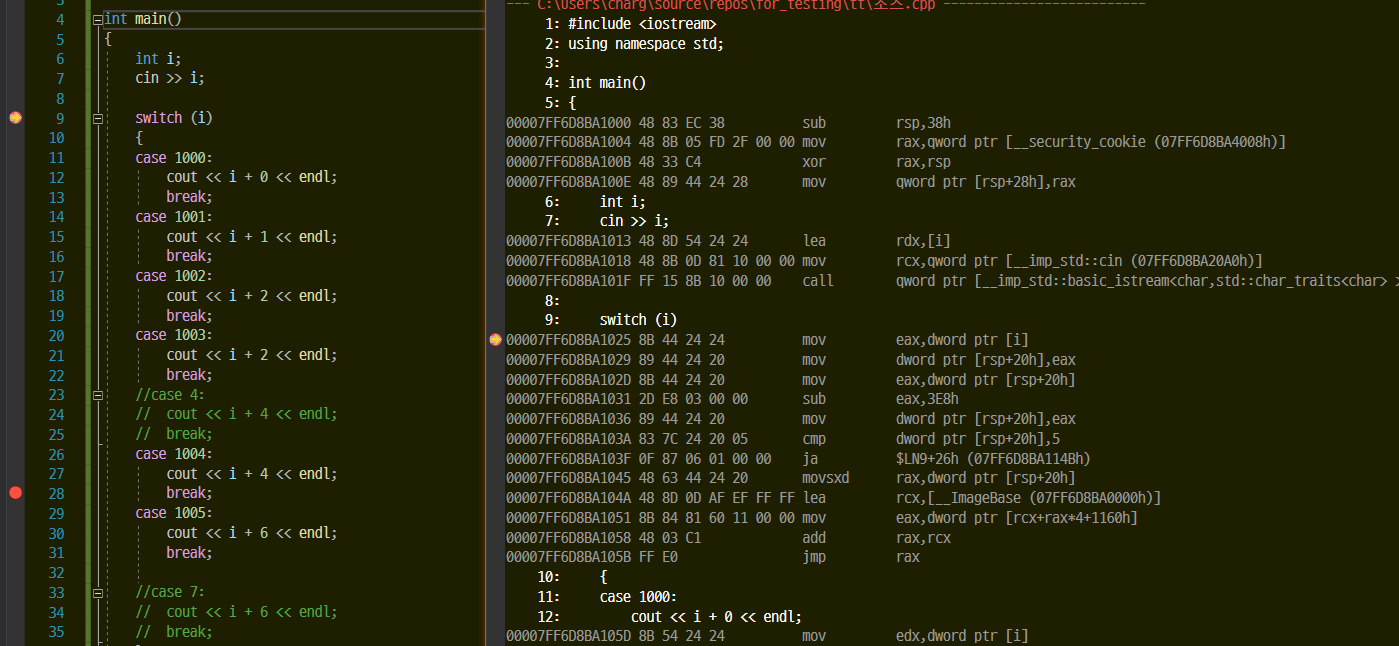 4 int main()
5 {
6 int i;
7 cin >> i;
8
9 switch (i)
10 {
11 case 1000:
12 cout << i + 0 << endl;
13 break;
14 case 1001:
15 cout << i + 1 << endl;
16 break;
17 case 1002:
18 cout << i + 2 << endl;
19 break;
20 case 1003:
21 cout << i + 2 << endl;
22 break;
23 //case 4:
24 // cout << i + 4 << endl;
25 // break;
26 case 1004:
27 cout << i + 4 << endl;
28 break;
29 case 1005:
30 cout << i + 6 << endl;
31 break;
32
33 //case 7:
34 // cout << i + 6 << endl;
35 // break;
--- C:\Users\charg\source\repos\for_testing\tt\소스.cpp --------------------------
1: #include <iostream>
2: using namespace std;
3:
4: int main()
5: {
00007FF6D8BA1000 48 83 EC 38 sub rsp,38h
00007FF6D8BA1004 48 8B 05 FD 2F 00 00 mov rax,qword ptr [__security_cookie (07FF6D8BA4008h)]
00007FF6D8BA100B 48 33 C4 xor rax,rsp
00007FF6D8BA100E 48 89 44 24 28 mov qword ptr [rsp+28h],rax
6: int i;
7: cin >> i;
00007FF6D8BA1013 48 8D 54 24 24 lea rdx,[i]
00007FF6D8BA1018 48 8B 0D 81 10 00 00 mov rcx,qword ptr [__imp_std::cin (07FF6D8BA20A0h)]
00007FF6D8BA101F FF 15 8B 10 00 00 call qword ptr [__imp_std::basic_istream<char,std::char_traits<char> >
8:
9: switch (i)
00007FF6D8BA1025 8B 44 24 24 mov eax,dword ptr [i]
00007FF6D8BA1029 89 44 24 20 mov dword ptr [rsp+20h],eax
00007FF6D8BA102D 8B 44 24 20 mov eax,dword ptr [rsp+20h]
00007FF6D8BA1031 2D E8 03 00 00 sub eax,3E8h
00007FF6D8BA1036 89 44 24 20 mov dword ptr [rsp+20h],eax
00007FF6D8BA103A 83 7C 24 20 05 cmp dword ptr [rsp+20h],5
00007FF6D8BA103F 0F 87 06 01 00 00 ja $LN9+26h (07FF6D8BA114Bh)
00007FF6D8BA1045 48 63 44 24 20 movsxd rax,dword ptr [rsp+20h]
00007FF6D8BA104A 48 8D 0D AF EF FF FF lea rcx,[__ImageBase (07FF6D8BA0000h)]
00007FF6D8BA1051 8B 84 81 60 11 00 00 mov eax,dword ptr [rcx+rax*4+1160h]
00007FF6D8BA1058 48 03 C1 add rax,rcx
00007FF6D8BA105B FF E0 jmp rax
10: {
11: case 1000:
12: cout << i + 0 << endl;
00007FF6D8BA105D 8B 54 24 24 mov edx,dword ptr [i]